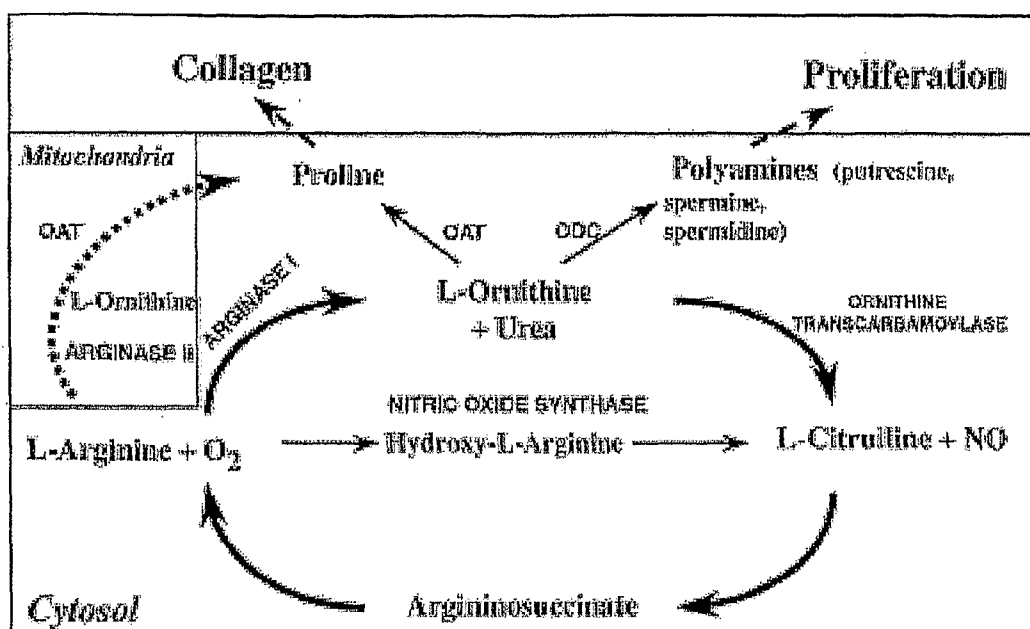 Collagen
Proliferation
Mitochondria
Proline
Polyamines (putrescine,
spermine,
spermidine)
OAT
OAT
ODC
L-Ornithine
ARGINASE II
ARGINASE I
L-Ornithine
+ Urea
ORNITHINE
TRANSCARBAMOYLASE
NITRIC OXIDE SYNTHASE
L-Arginine + O2
Hydroxy-L-Arginine
L-Citrulline + NO
Argininosuccinate
Cytosol